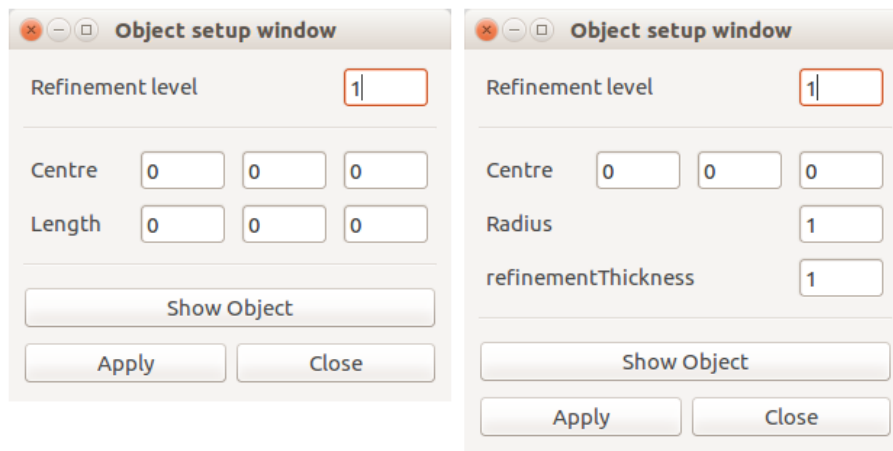 Object setup window
Refinement level 1
Centre 0 0 0
Length 0 0 0
Show Object
Apply Close
Object setup window
Refinement level 1
Centre 0 0 0
Radius 1
refinementThickness 1
Show Object
Apply Close